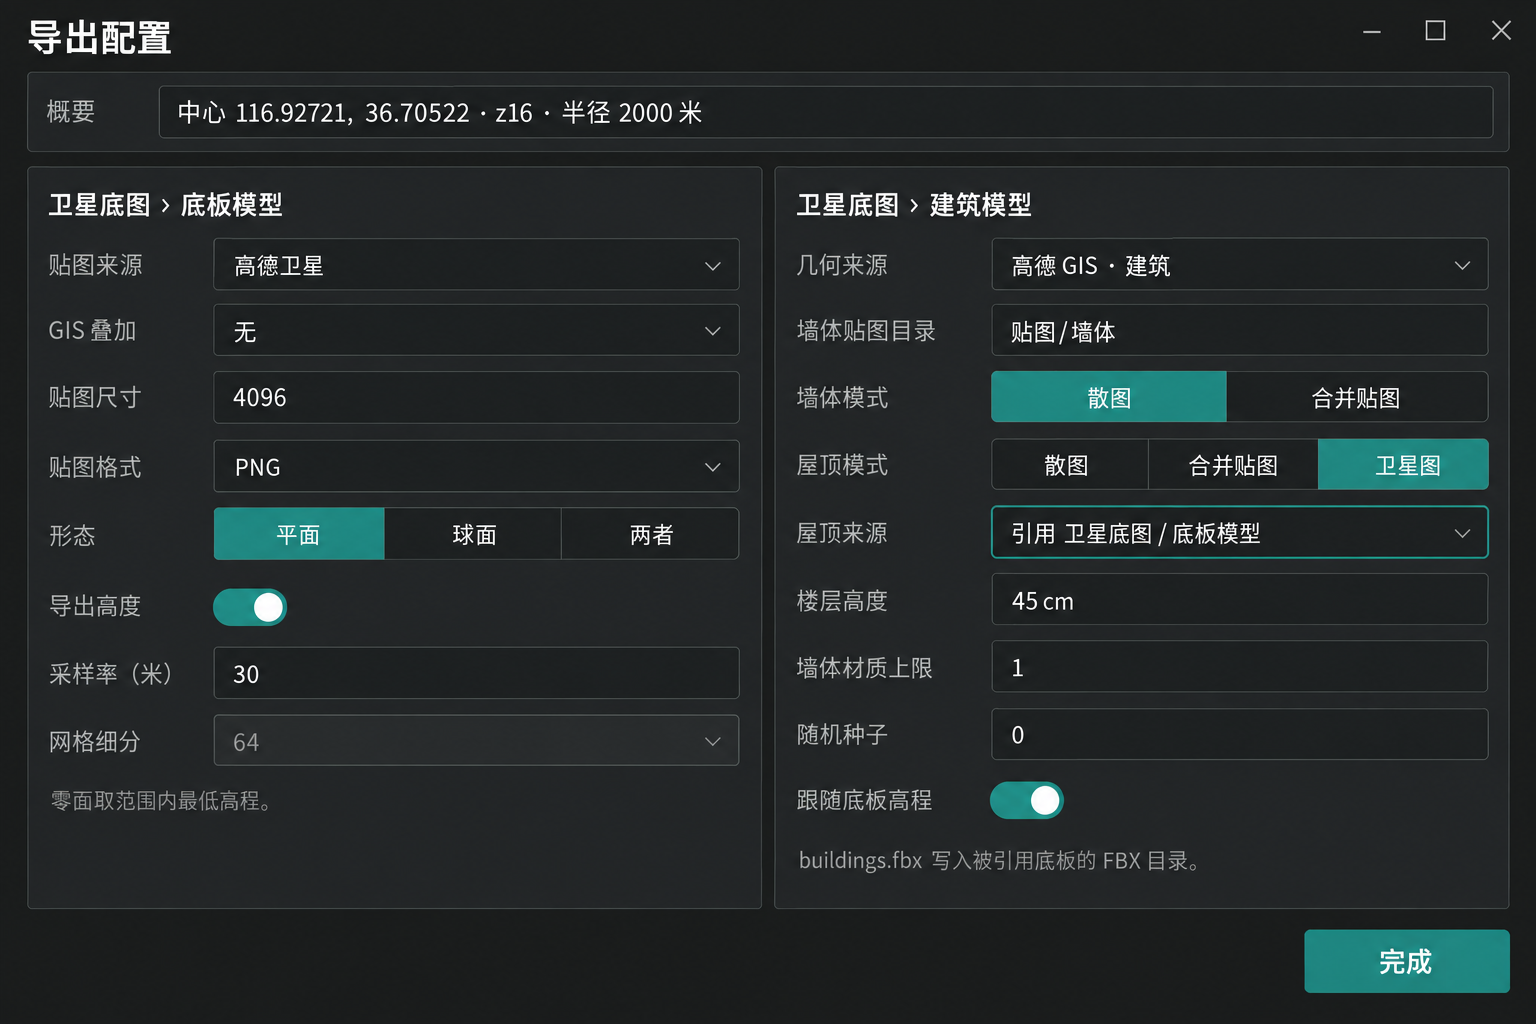 导出配置
概要
中心 116.92721, 36.70522 · z16 · 半径 2000 米
卫星底图 › 底板模型
贴图来源
高德卫星
GIS 叠加
无
贴图尺寸
4096
贴图格式
PNG
形态
平面
球面
两者
导出高度
采样率（米）
30
网格细分
64
零面取范围内最低高程。
卫星底图 › 建筑模型
几何来源
高德 GIS · 建筑
墙体贴图目录
贴图/墙体
墙体模式
散图
合并贴图
屋顶模式
散图
合并贴图
卫星图
屋顶来源
引用 卫星底图 / 底板模型
楼层高度
45 cm
墙体材质上限
1
随机种子
0
跟随底板高程
buildings.fbx 写入被引用底板的 FBX 目录。
完成